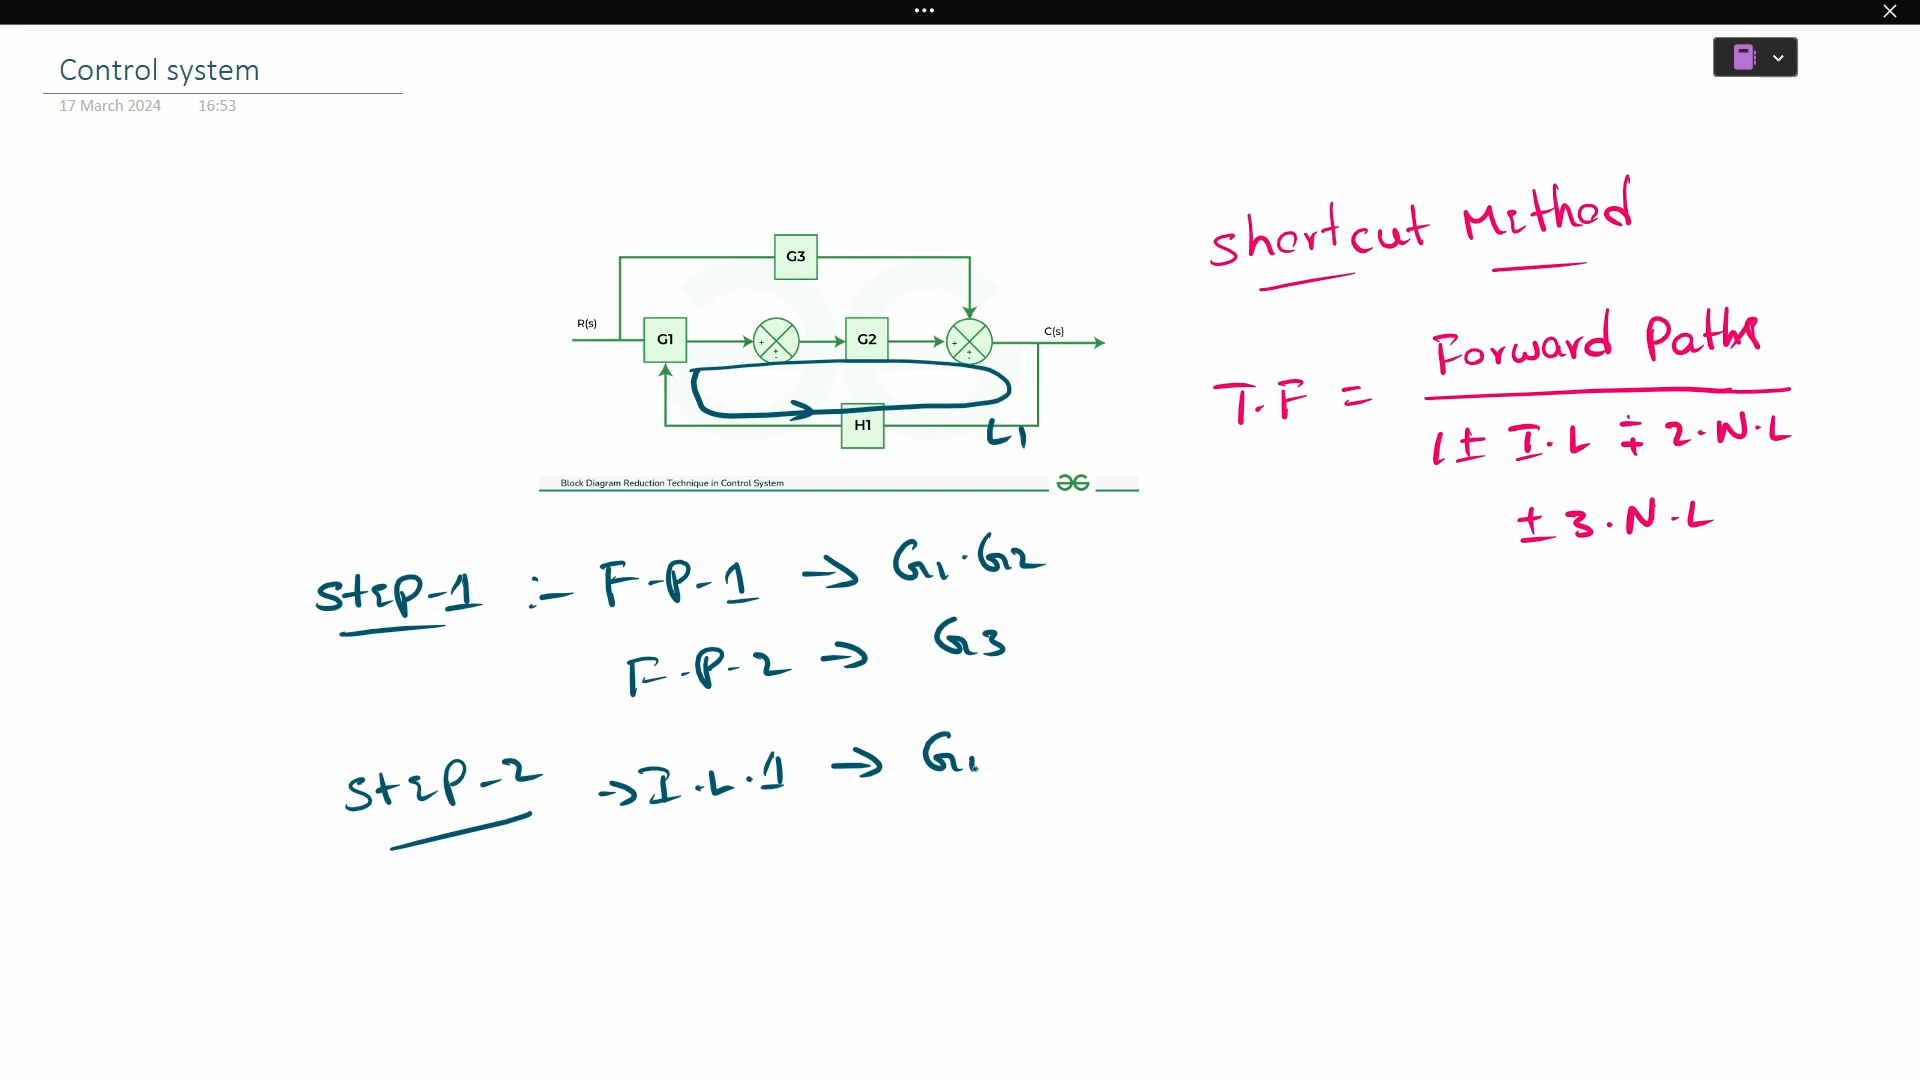 Control system
17 March 2024 16:53
G3
R(s)
G1
G2
C(s)
H1
L1
Block Diagram Reduction Technique in Control System
Shortcut Method
T.F = Forward Paths
1 ± I.L ∓ 2.N.L
± 3.N.L
Step-1 :- F-P-1 → G1.G2
F-P-2 → G3
Step-2 → I.L.1 → G1